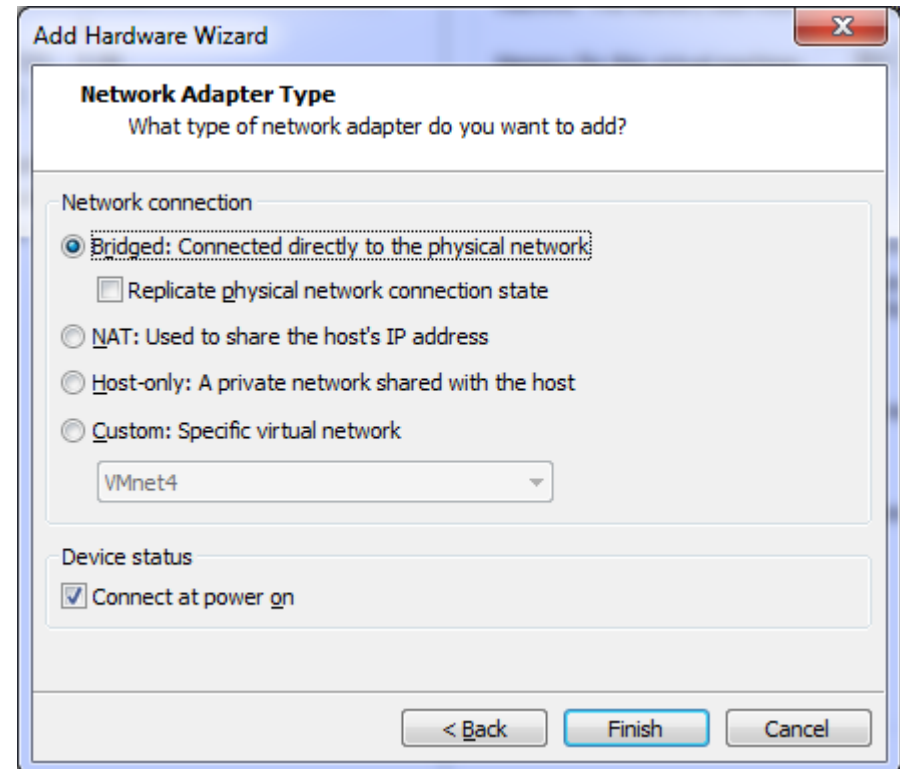 Add Hardware Wizard
Network Adapter Type
What type of network adapter do you want to add?
Network connection
Bridged: Connected directly to the physical network
Replicate physical network connection state
NAT: Used to share the host's IP address
Host-only: A private network shared with the host
Custom: Specific virtual network
VMnet4
Device status
Connect at power on
< Back Finish Cancel